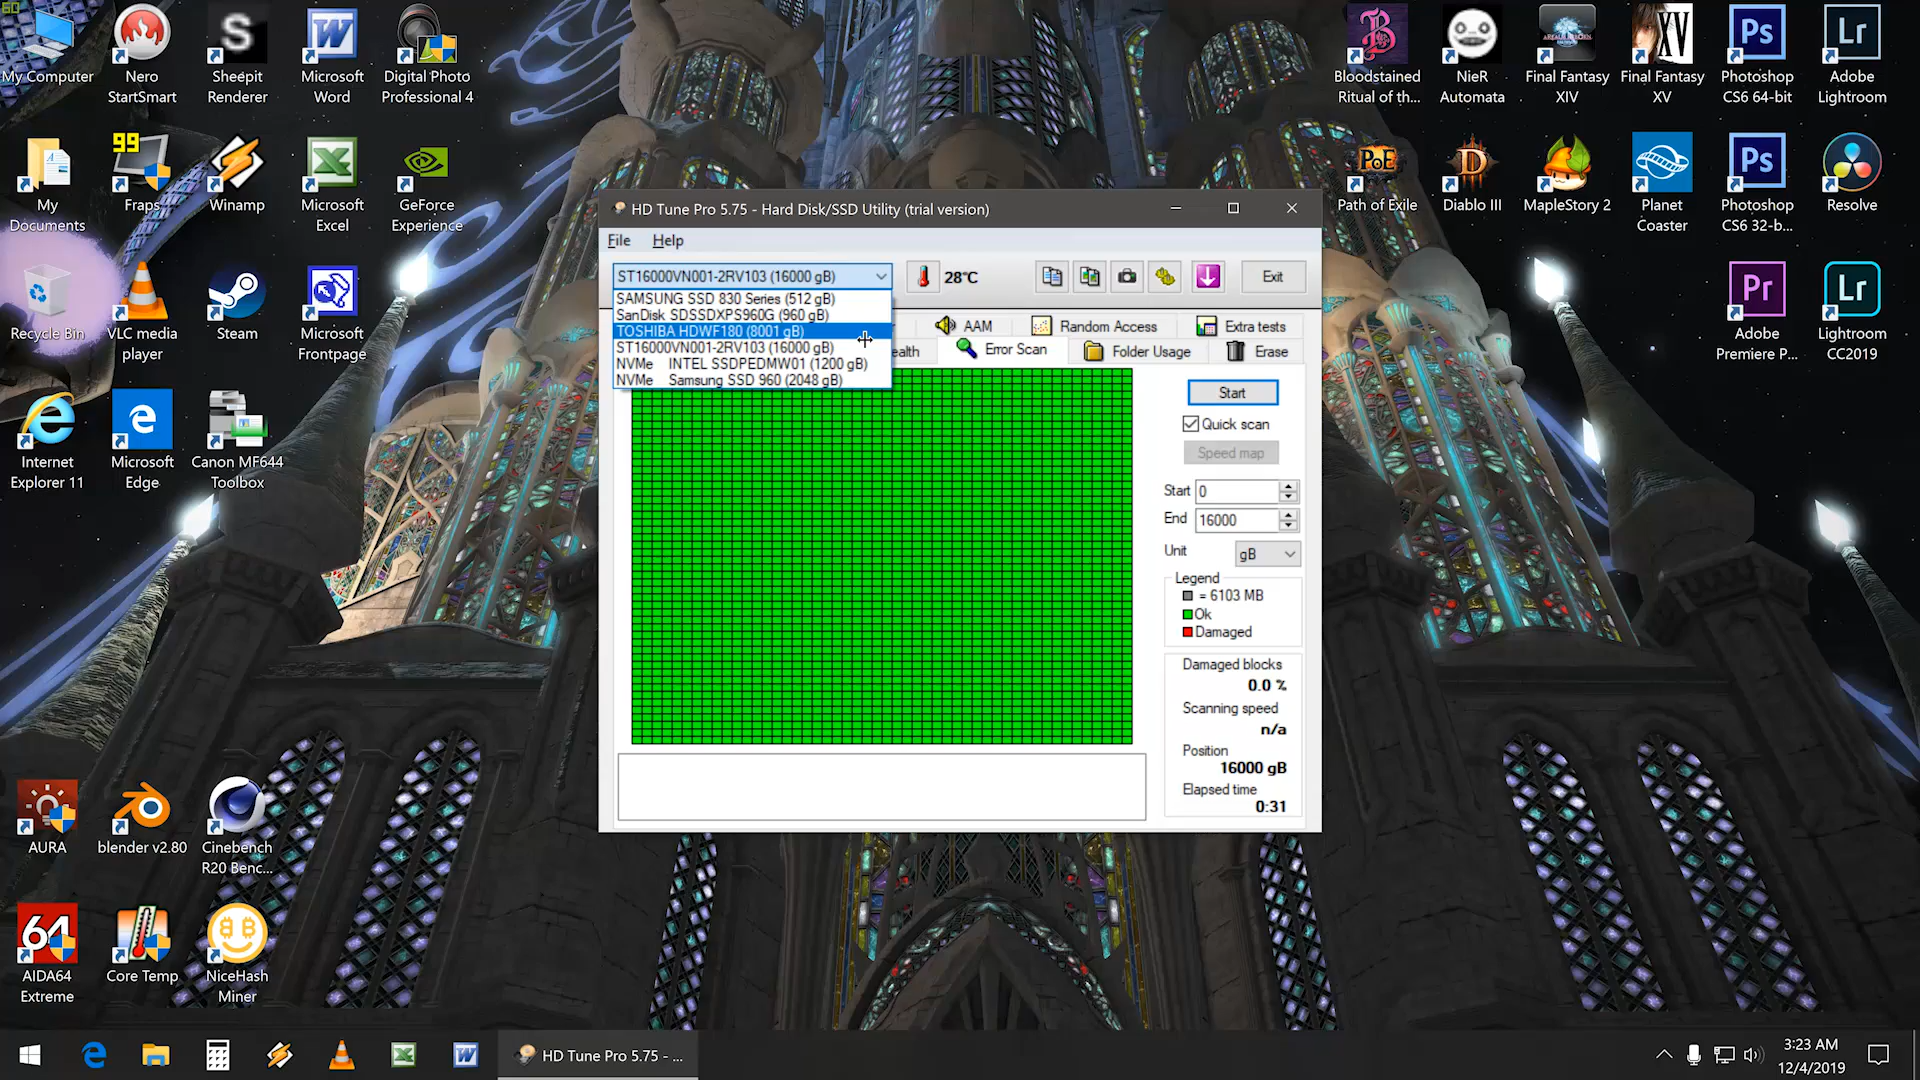 60
My Computer
Nero
StartSmart
Sheepit
Renderer
Microsoft
Word
Digital Photo
Professional 4
Bloodstained
Ritual of th...
NieR
Automata
Final Fantasy
XIV
Final Fantasy
XV
Photoshop
CS6 64-bit
Adobe
Lightroom
My
Documents
99
Fraps
Winamp
Microsoft
Excel
GeForce
Experience
Path of Exile
Diablo III
MapleStory 2
Planet
Coaster
Photoshop
CS6 32-b...
Resolve
Recycle Bin
VLC media
player
Steam
Microsoft
Frontpage
Adobe
Premiere P...
Lightroom
CC2019
Internet
Explorer 11
Microsoft
Edge
Canon MF644
Toolbox
AURA
blender v2.80
Cinebench
R20 Benc...
64
AIDA64
Extreme
Core Temp
NiceHash
Miner
HD Tune Pro 5.75 - Hard Disk/SSD Utility (trial version)
File Help
ST16000VN001-2RV103 (16000 gB)
28°C
Exit
SAMSUNG SSD 830 Series (512 gB)
SanDisk SDSSDXPS960G (960 gB)
TOSHIBA HDWF180 (8001 gB)
ST16000VN001-2RV103 (16000 gB)
NVMe INTEL SSDPEDMW01 (1200 gB)
NVMe Samsung SSD 960 (2048 gB)
AAM Random Access Extra tests
ealth Error Scan Folder Usage Erase
Start
Quick scan
Speed map
Start 0
End 16000
Unit gB
Legend
= 6103 MB
Ok
Damaged
Damaged blocks
0.0 %
Scanning speed
n/a
Position
16000 gB
Elapsed time
0:31
HD Tune Pro 5.75 - ...
3:23 AM
12/4/2019